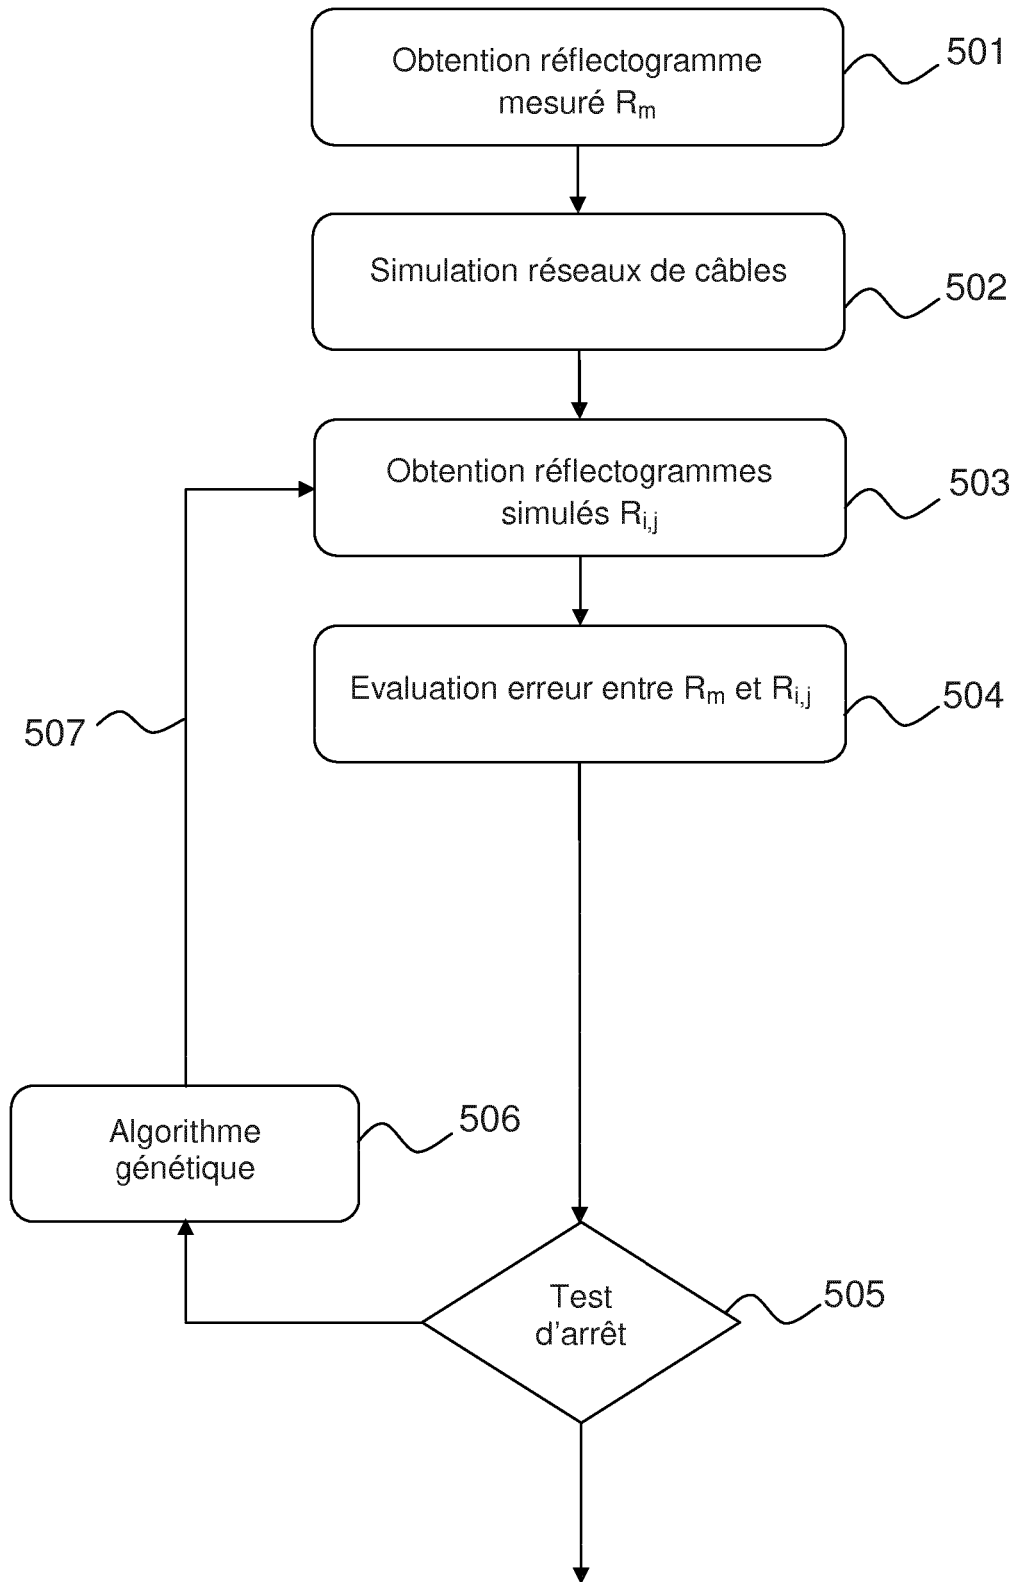 Obtention réflectogramme
mesuré Rm
501
Simulation réseaux de câbles
502
Obtention réflectogrammes
simulés Ri,j
503
Evaluation erreur entre Rm et Ri,j
504
507
Algorithme
génétique
506
Test
d'arrêt
505